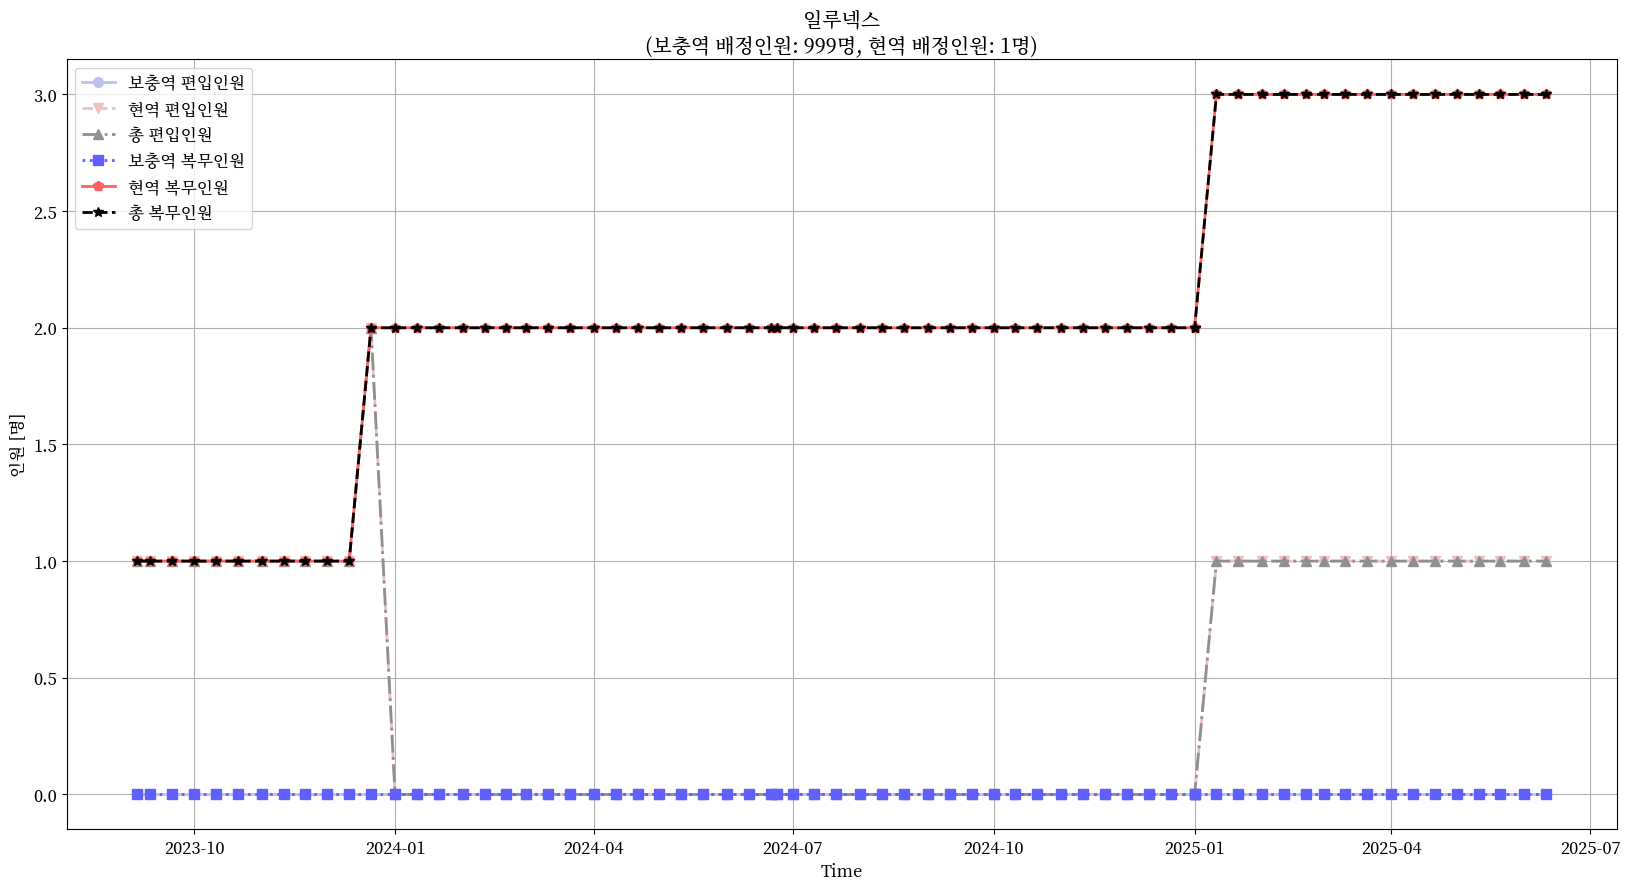 일루넥스
(보충역 배정인원: 999명, 현역 배정인원: 1명)
보충역 편입인원
현역 편입인원
총 편입인원
보충역 복무인원
현역 복무인원
총 복무인원
3.0
2.5
2.0
1.5
1.0
0.5
0.0
인원 [명]
2023-10
2024-01
2024-04
2024-07
2024-10
2025-01
2025-04
2025-07
Time